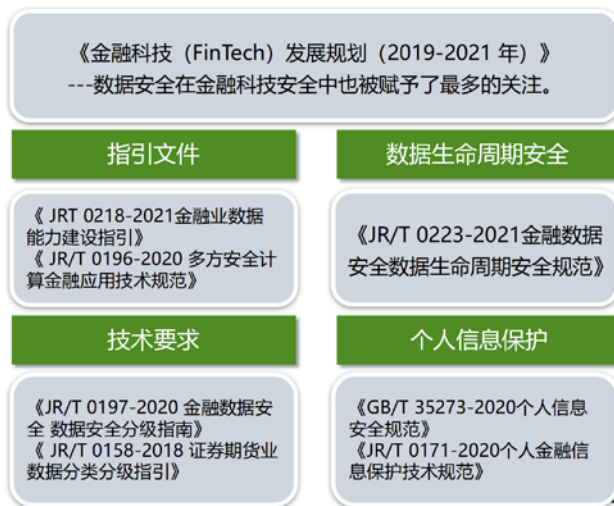 《金融科技（FinTech）发展规划（2019-2021 年）》
---数据安全在金融科技安全中也被赋予了最多的关注。
指引文件
《 JRT 0218-2021金融业数据
能力建设指引》
《 JR/T 0196-2020 多方安全计
算金融应用技术规范》
数据生命周期安全
《JR/T 0223-2021金融数据
安全数据生命周期安全规范》
技术要求
《JR/T 0197-2020 金融数据安
全 数据安全分级指南》
《 JR/T 0158-2018 证券期货业
数据分类分级指引》
个人信息保护
《GB/T 35273-2020个人信息
安全规范》
《JR/T 0171-2020个人金融信
息保护技术规范》